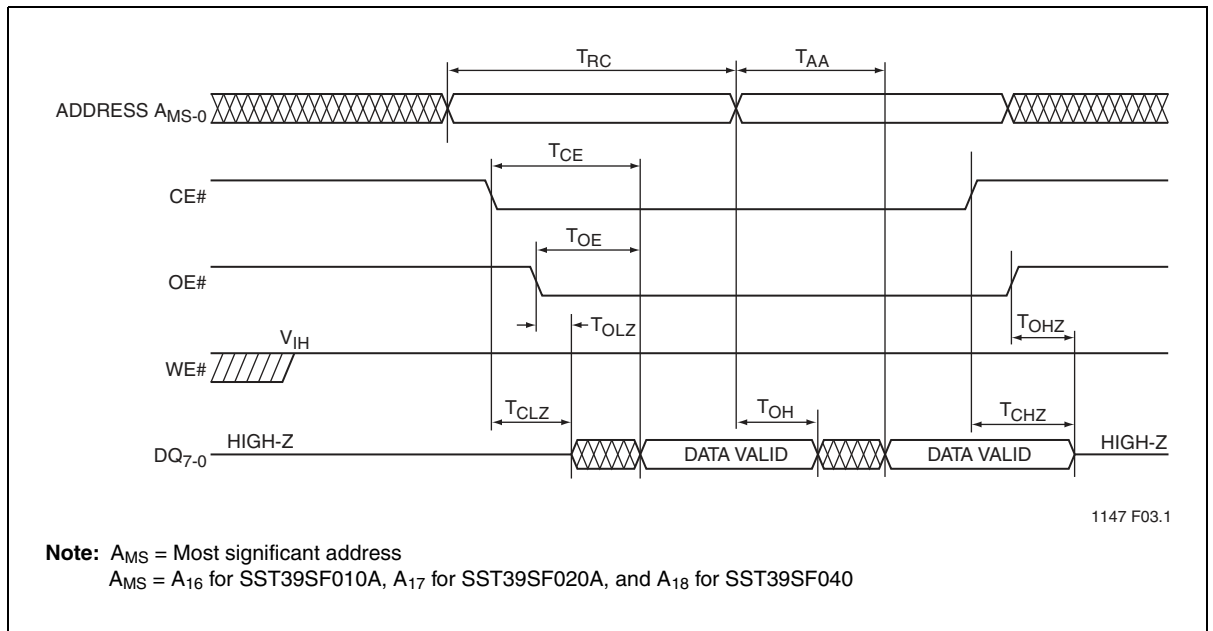 TRC
TAA
ADDRESS AMS-0
TCE
CE#
TOE
OE#
TOLZ
TOHZ
VIH
WE#
TCLZ
TOH
TCHZ
HIGH-Z
HIGH-Z
DQ7-0
DATA VALID
DATA VALID
1147 F03.1
Note: AMS = Most significant address
AMS = A16 for SST39SF010A, A17 for SST39SF020A, and A18 for SST39SF040